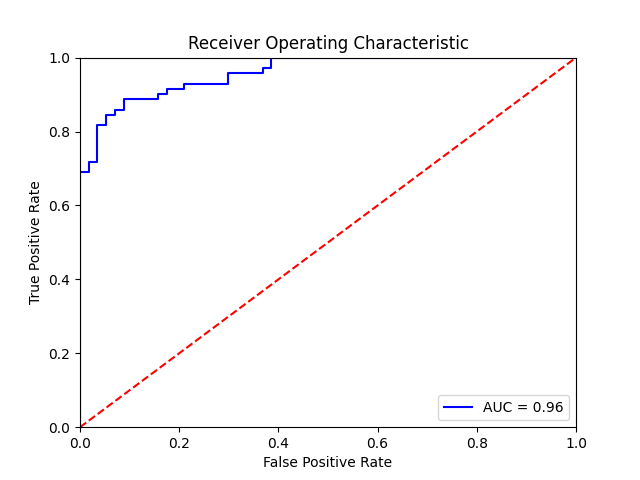 Receiver Operating Characteristic
True Positive Rate
1.0
0.8
0.6
0.4
0.2
0.0
AUC = 0.96
0.0 0.2 0.4 0.6 0.8 1.0
False Positive Rate